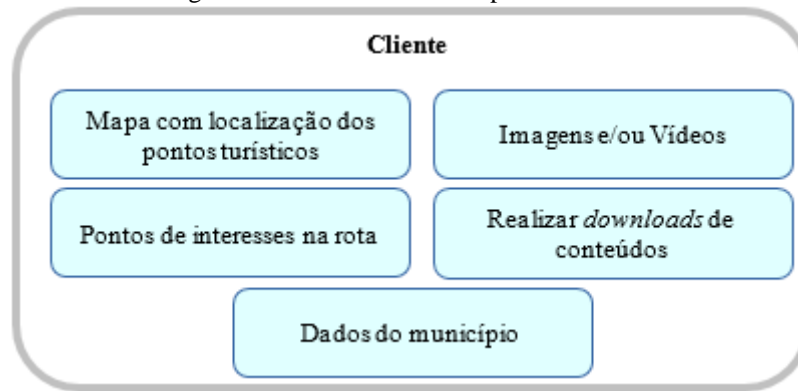 Cliente
Mapa com localização dos
pontos turísticos
Imagens e/ou Vídeos
Pontos de interesses na rota
Realizar downloads de
conteúdos
Dados do município